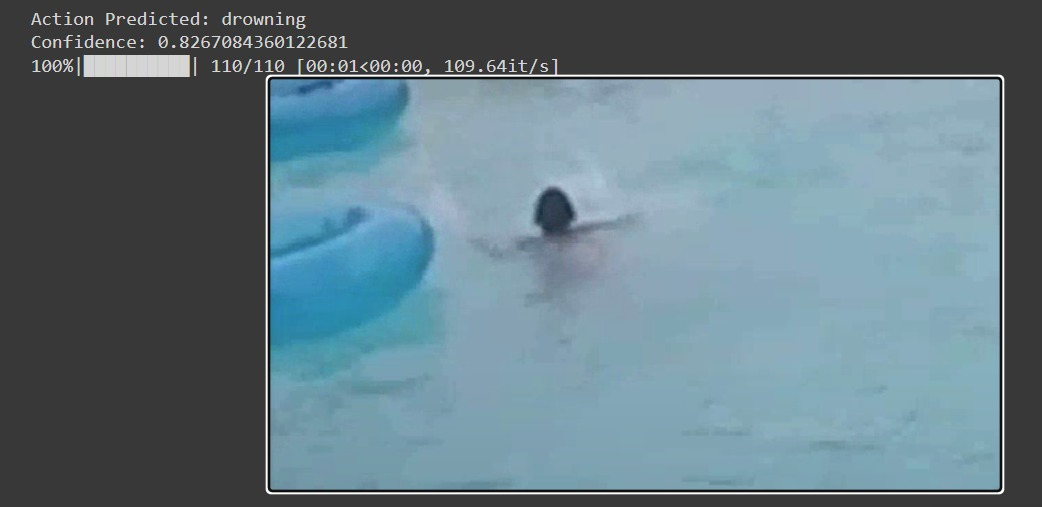 Action Predicted: drowning
Confidence: 0.8267084360122681
100%|██████████| 110/110 [00:01<00:00, 109.64it/s]